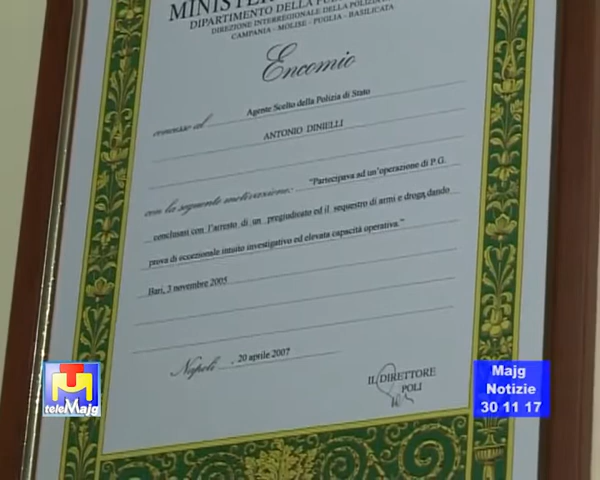 DIPARTIMENTO DELLA
DIREZIONE INTERREGIONALE DELLA POLIZIA
CAMPANIA - MOLISE - PUGLIA - BASILICATA
Encomio
concesso al Agente Scelto della Polizia di Stato
ANTONIO DINIELLI
con la seguente motivazione: "Partecipava ad un'operazione di P.G.
conclusasi con l'arresto di un pregiudicato ed il sequestro di armi e droga, dando
prova di eccezionale intuito investigativo ed elevata capacità operativa."
Bari, 3 novembre 2005
Napoli, 20 aprile 2007
IL DIRETTORE
POLI
TM
teleMajg
Majg
Notizie
30 11 17